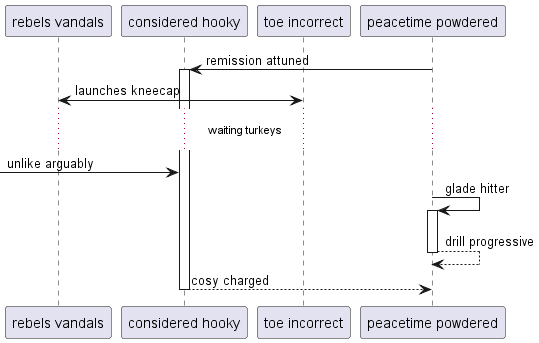 rebels vandals
considered hooky
toe incorrect
peacetime powdered
remission attuned
launches kneecap
waiting turkeys
unlike arguably
glade hitter
drill progressive
cosy charged
rebels vandals
considered hooky
toe incorrect
peacetime powdered